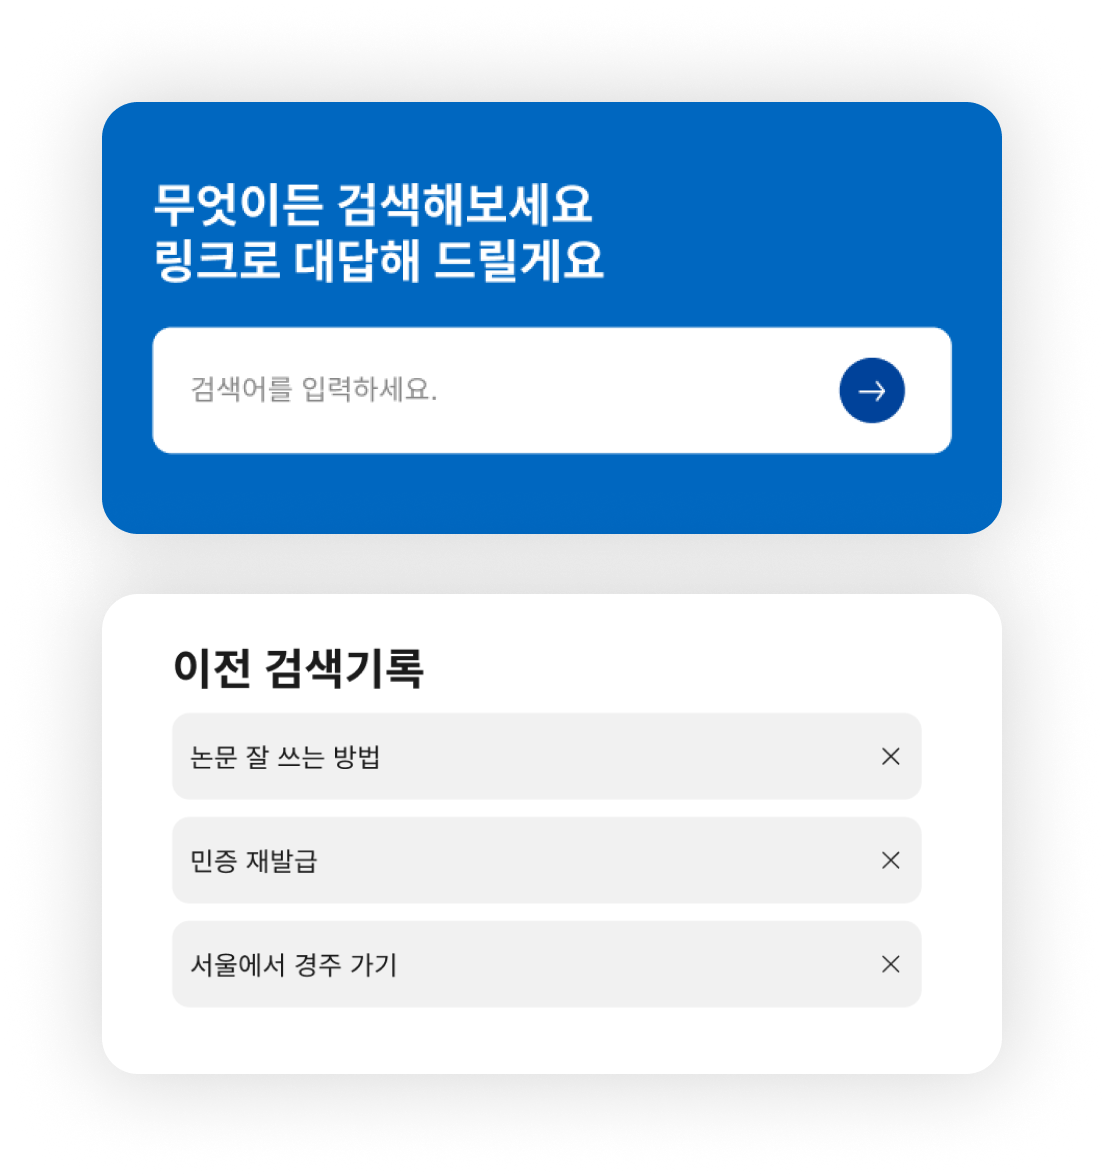 무엇이든 검색해보세요
링크로 대답해 드릴게요
검색어를 입력하세요.
이전 검색기록
논문 잘 쓰는 방법
민증 재발급
서울에서 경주 가기